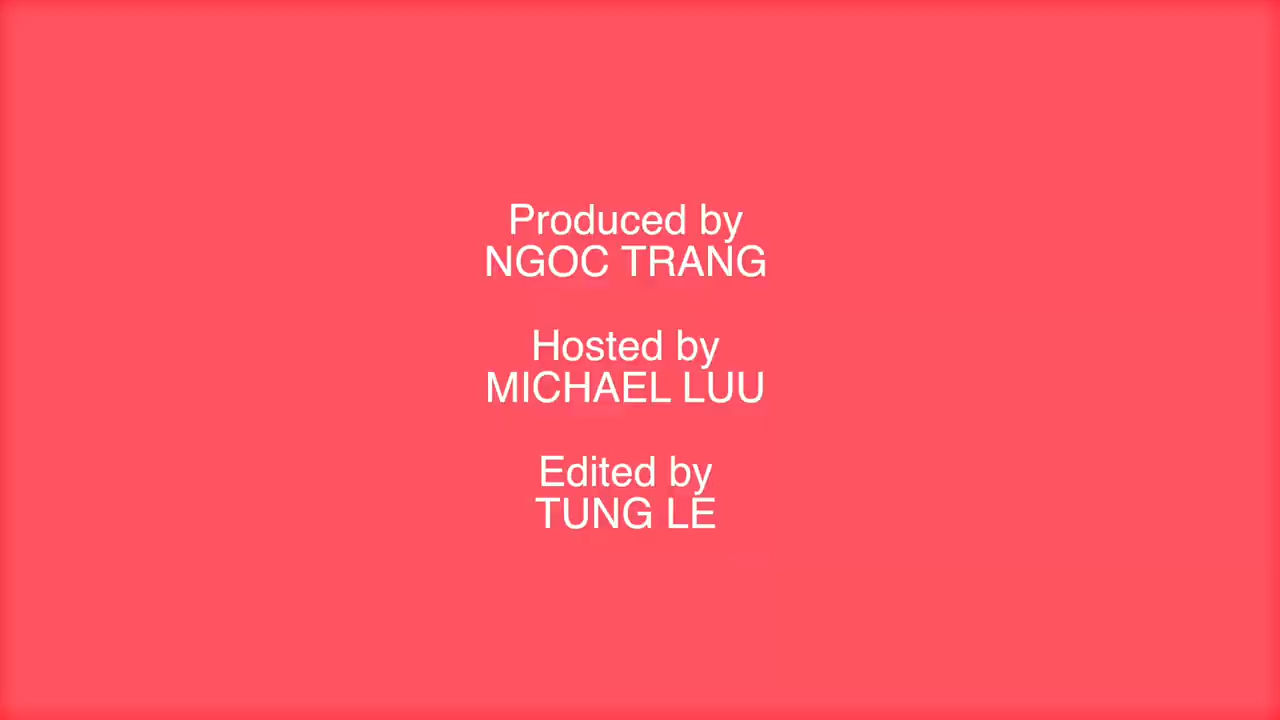 Produced by
NGOC TRANG
Hosted by
MICHAEL LUU
Edited by
TUNG LE